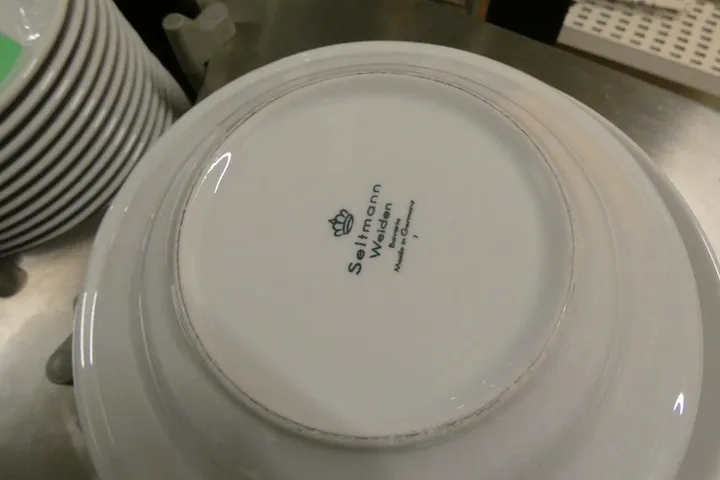 Seltmann
Weiden
Bavaria
Made in Germany
1